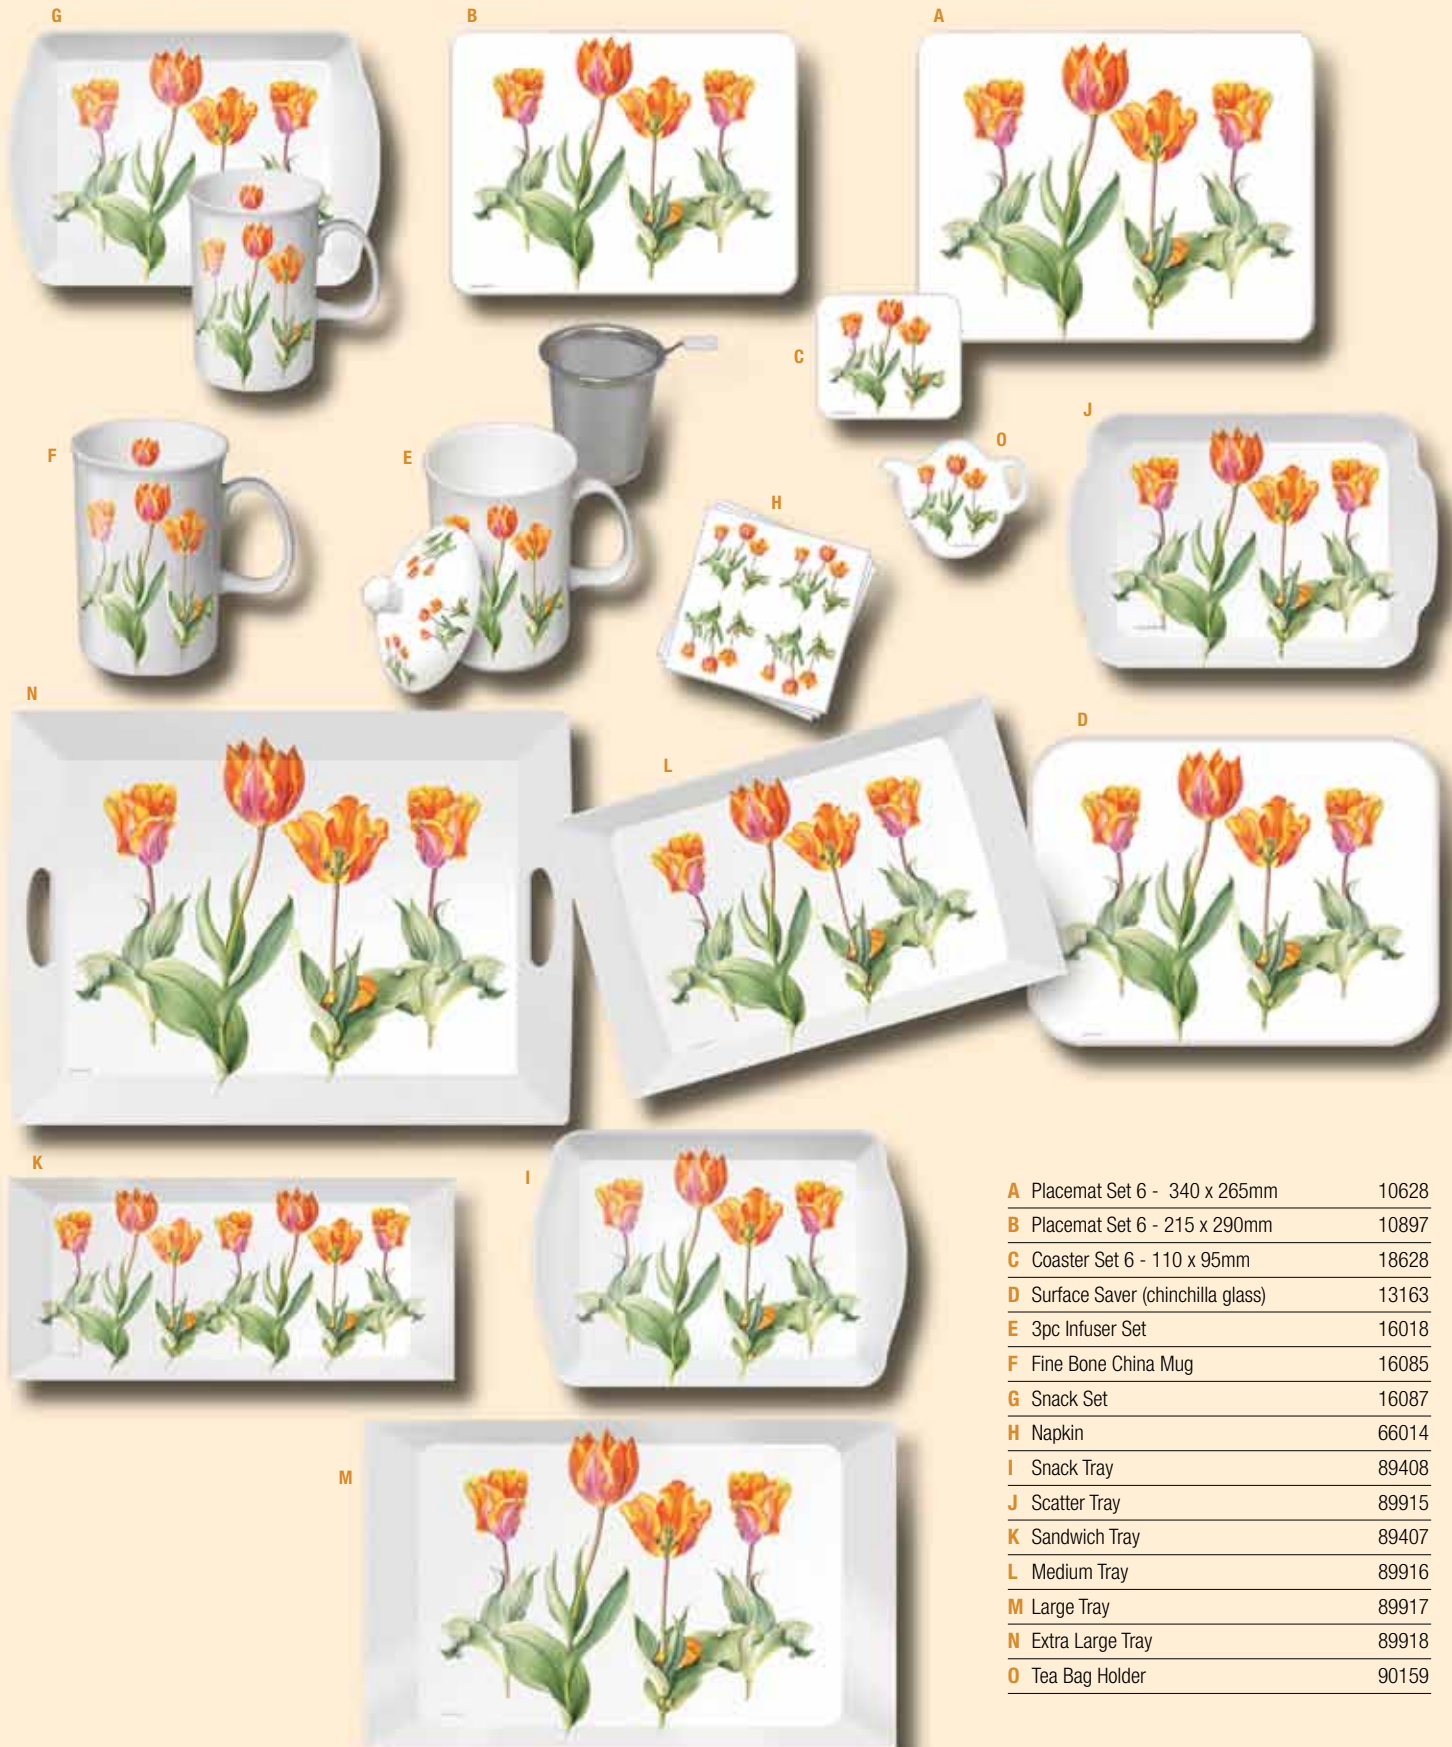 G
B
A
C
J
F
E
O
H
N
D
L
K
I
M
A Placemat Set 6 - 340 x 265mm 10628
B Placemat Set 6 - 215 x 290mm 10897
C Coaster Set 6 - 110 x 95mm 18628
D Surface Saver (chinchilla glass) 13163
E 3pc Infuser Set 16018
F Fine Bone China Mug 16085
G Snack Set 16087
H Napkin 66014
I Snack Tray 89408
J Scatter Tray 89915
K Sandwich Tray 89407
L Medium Tray 89916
M Large Tray 89917
N Extra Large Tray 89918
O Tea Bag Holder 90159